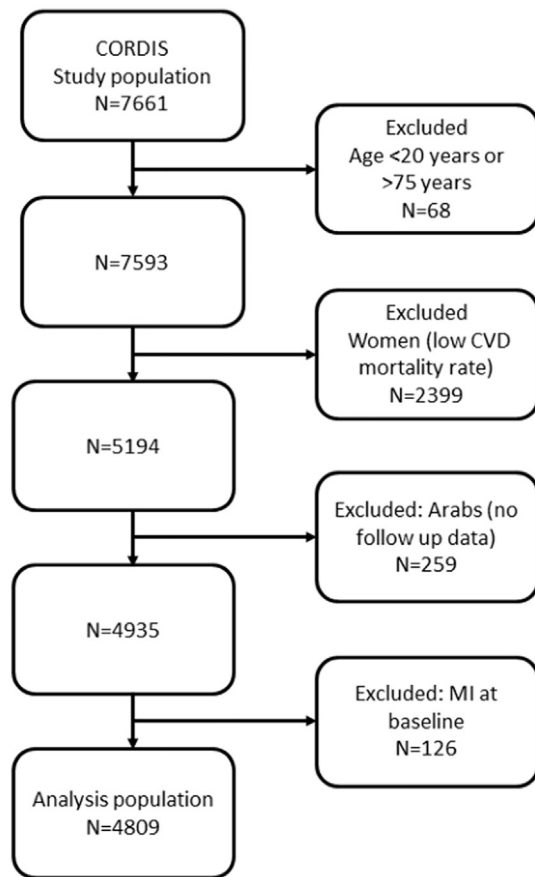 CORDIS
Study population
N=7661
Excluded
Age <20 years or
>75 years
N=68
N=7593
Excluded
Women (low CVD
mortality rate)
N=2399
N=5194
Excluded: Arabs (no
follow up data)
N=259
N=4935
Excluded: MI at
baseline
N=126
Analysis population
N=4809